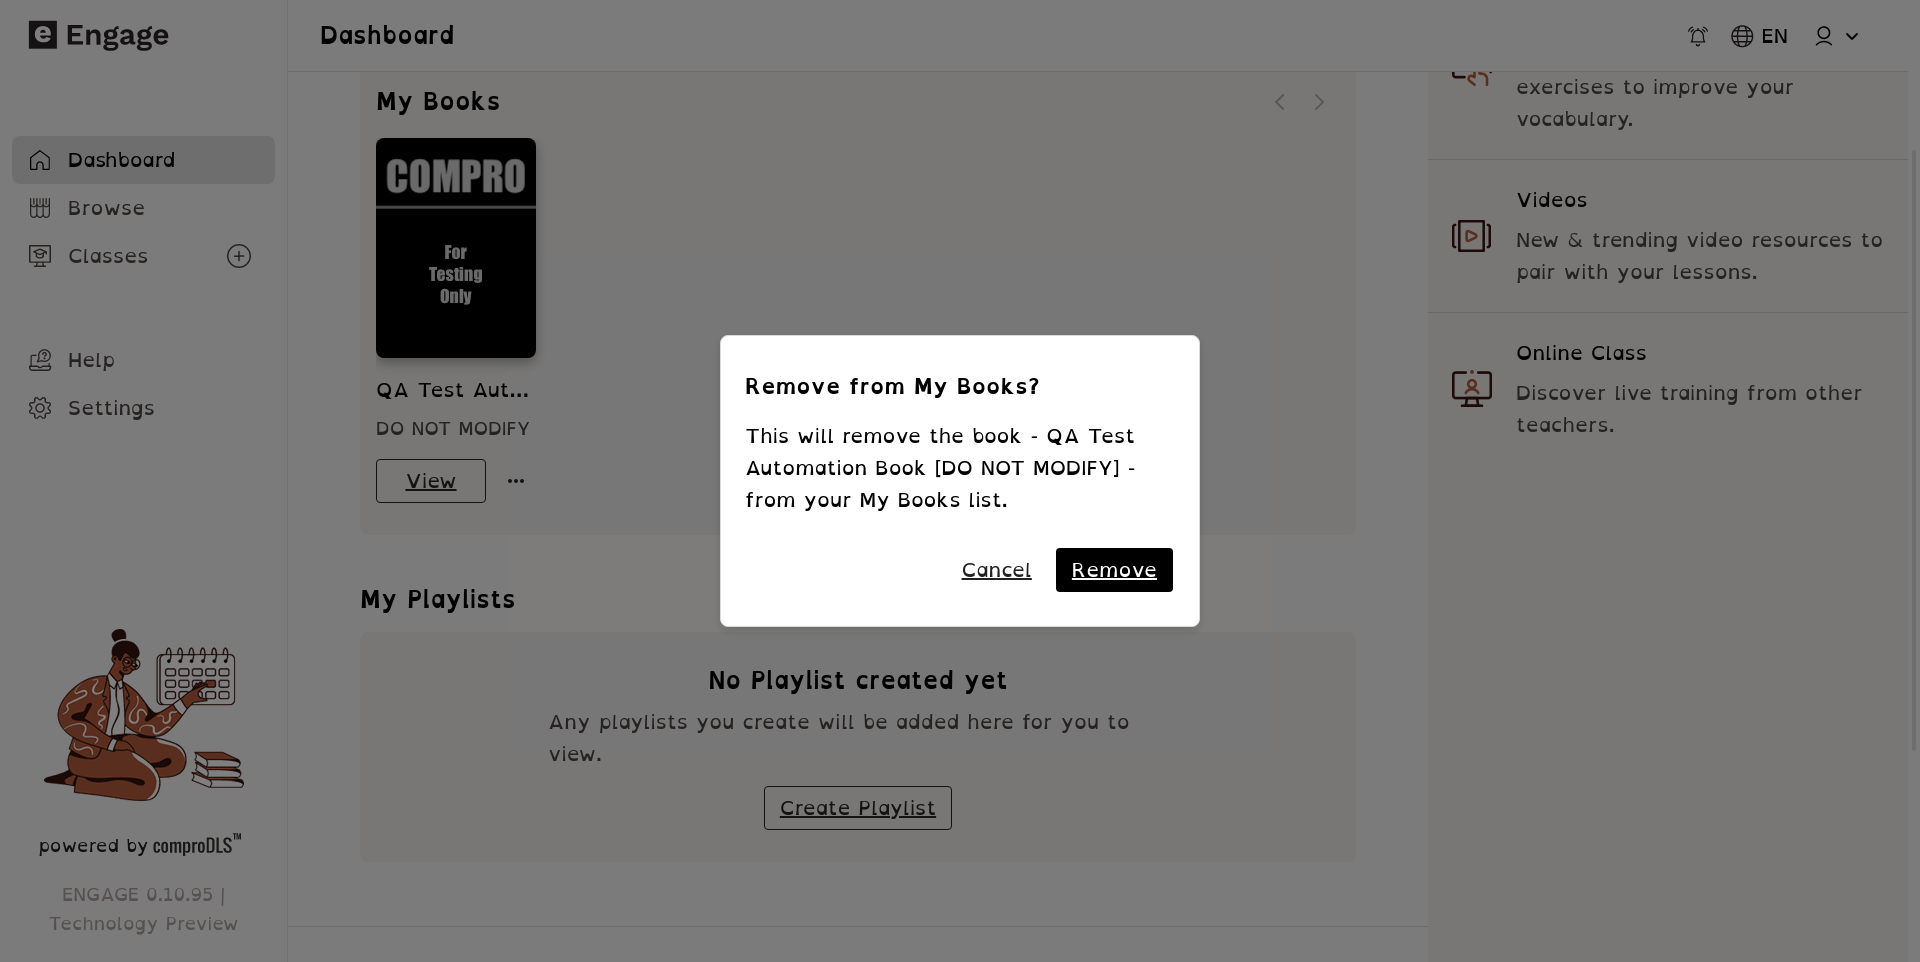 e Engage
Dashboard
EN
Dashboard
Browse
Classes
Help
Settings
powered by comproDLS™
ENGAGE 0.10.95 |
Technology Preview
My Books
COMPRO
For
Testing
Only
QA Test Aut...
DO NOT MODIFY
View
My Playlists
No Playlist created yet
Any playlists you create will be added here for you to
view.
Create Playlist
Remove from My Books?
This will remove the book - QA Test
Automation Book [DO NOT MODIFY] -
from your My Books list.
Cancel
Remove
exercises to improve your
vocabulary.
Videos
New & trending video resources to
pair with your lessons.
Online Class
Discover live training from other
teachers.